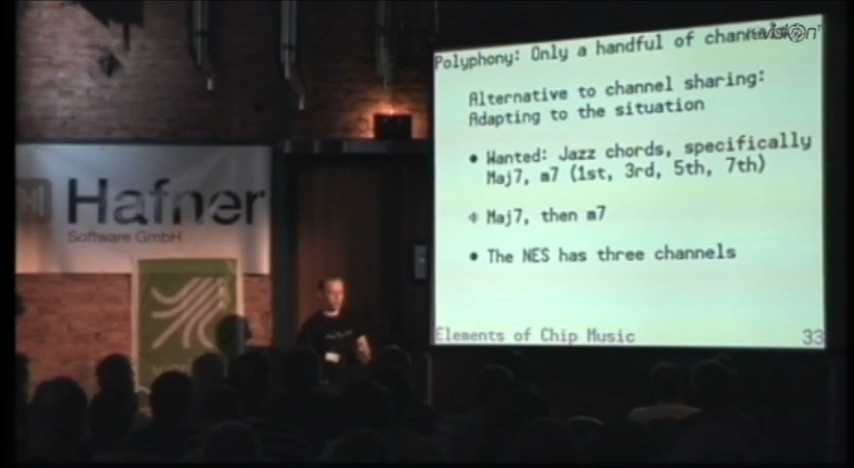 Polyphony: Only a handful of channels
revision
Alternative to channel sharing:
Adapting to the situation
• Wanted: Jazz chords, specifically
Maj7, m7 (1st, 3rd, 5th, 7th)
Maj7, then m7
• The NES has three channels
Elements of Chip Music 33
Hafner
Software GmbH